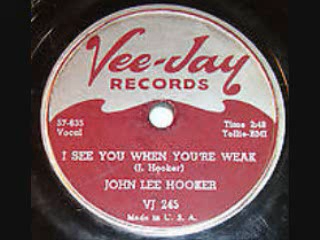 Vee-Jay
RECORDS
57-835
Vocal
Time 2:48
Tollie-BMI
I SEE YOU WHEN YOU'RE WEAK
(J. Hooker)
JOHN LEE HOOKER
VJ 265
Made in U. S. A.